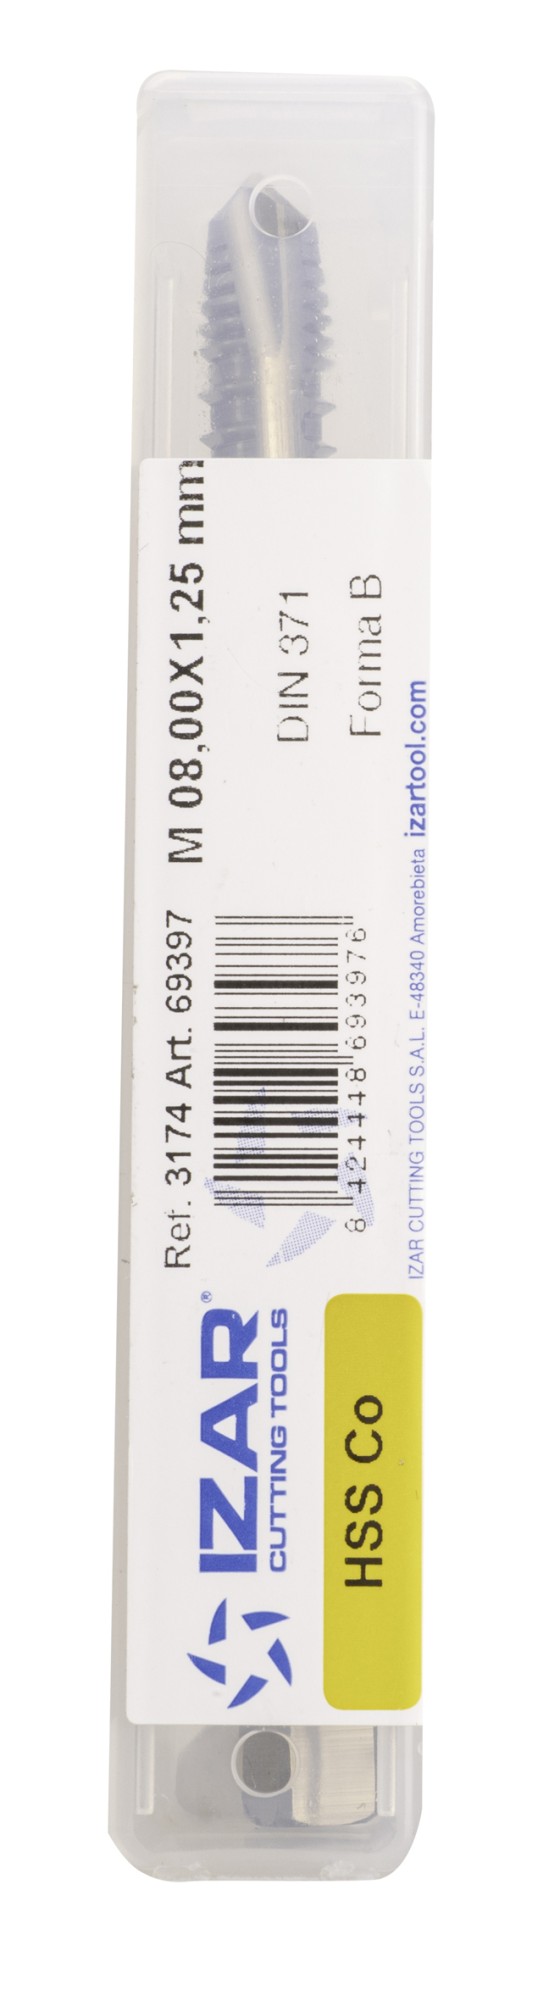 IZAR®
CUTTING TOOLS
HSS Co
Ref. 3174 Art. 69397 M 08,00X1,25 mm
8 424448 693976
DIN 371
Forma B
IZAR CUTTING TOOLS S.A.L. E-48340 Amorebieta izartool.com